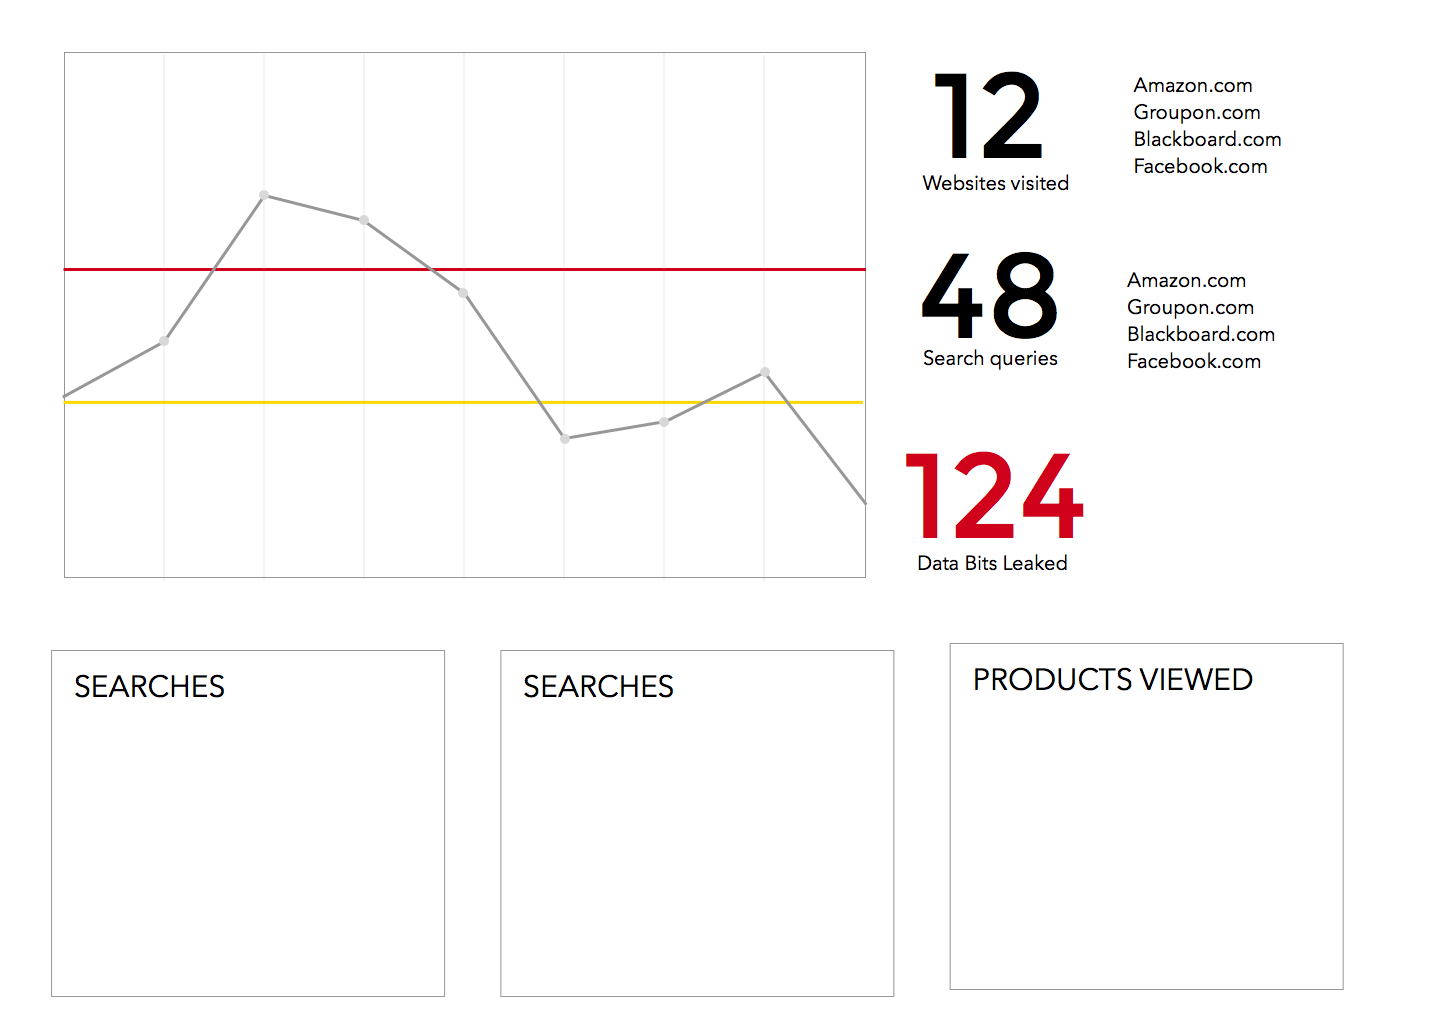 12
Websites visited
Amazon.com
Groupon.com
Blackboard.com
Facebook.com
48
Search queries
Amazon.com
Groupon.com
Blackboard.com
Facebook.com
124
Data Bits Leaked
SEARCHES
SEARCHES
PRODUCTS VIEWED